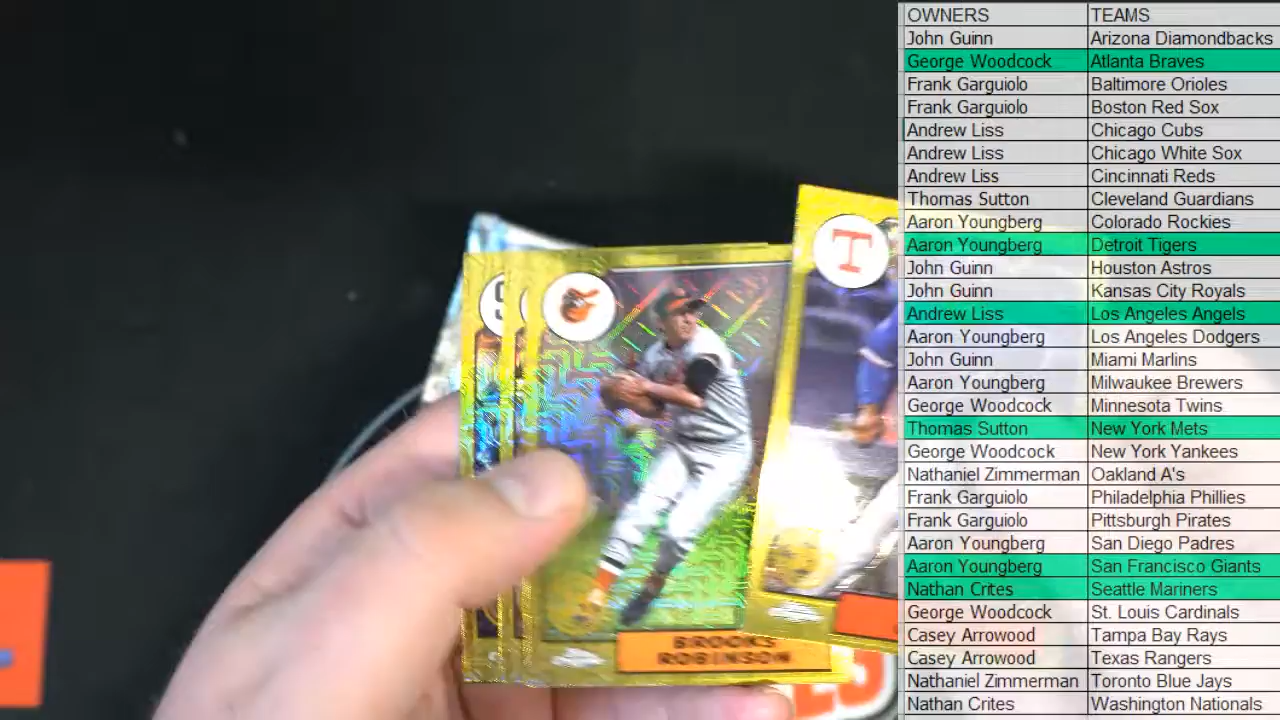 OWNERS TEAMS
John Guinn Arizona Diamondbacks
George Woodcock Atlanta Braves
Frank Garguiolo Baltimore Orioles
Frank Garguiolo Boston Red Sox
Andrew Liss Chicago Cubs
Andrew Liss Chicago White Sox
Andrew Liss Cincinnati Reds
Thomas Sutton Cleveland Guardians
Aaron Youngberg Colorado Rockies
Aaron Youngberg Detroit Tigers
John Guinn Houston Astros
John Guinn Kansas City Royals
Andrew Liss Los Angeles Angels
Aaron Youngberg Los Angeles Dodgers
John Guinn Miami Marlins
Aaron Youngberg Milwaukee Brewers
George Woodcock Minnesota Twins
Thomas Sutton New York Mets
George Woodcock New York Yankees
Nathaniel Zimmerman Oakland A's
Frank Garguiolo Philadelphia Phillies
Frank Garguiolo Pittsburgh Pirates
Aaron Youngberg San Diego Padres
Aaron Youngberg San Francisco Giants
Nathan Crites Seattle Mariners
George Woodcock St. Louis Cardinals
Casey Arrowood Tampa Bay Rays
Casey Arrowood Texas Rangers
Nathaniel Zimmerman Toronto Blue Jays
Nathan Crites Washington Nationals
T
BROOKS
ROBINSON